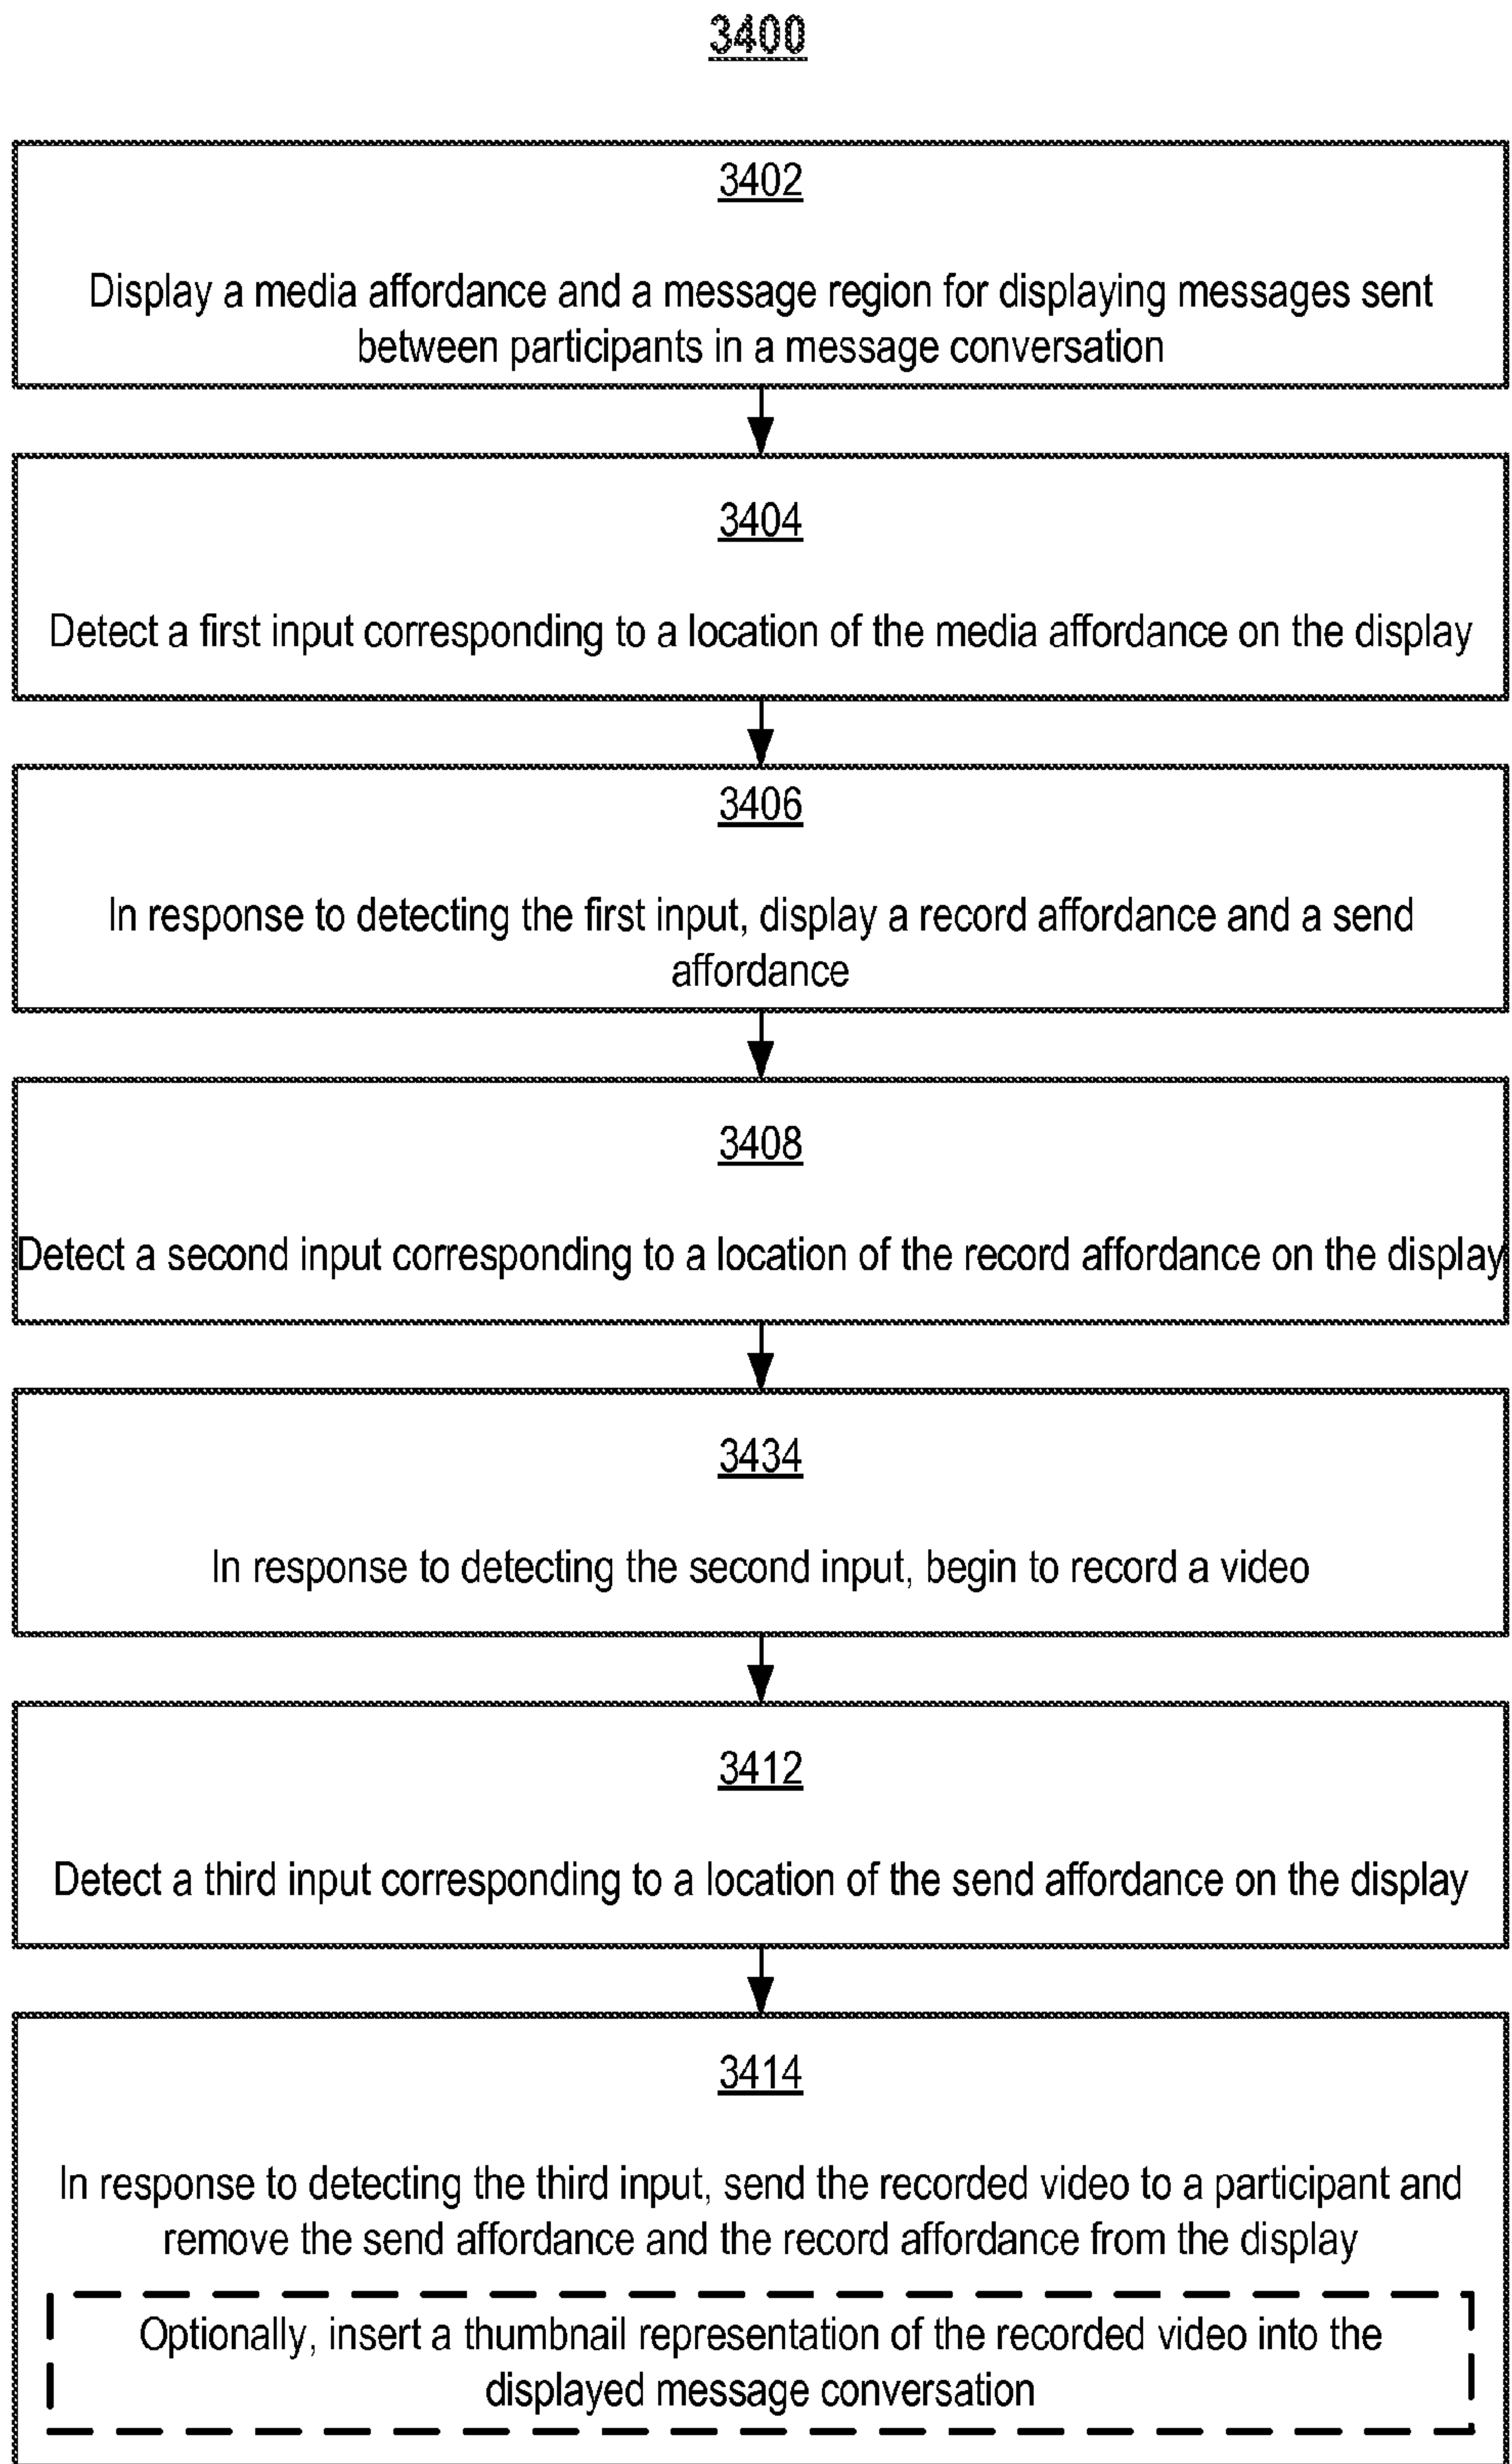 3400
3402
Display a media affordance and a message region for displaying messages sent
between participants in a message conversation
3404
Detect a first input corresponding to a location of the media affordance on the display
3406
In response to detecting the first input, display a record affordance and a send
affordance
3408
Detect a second input corresponding to a location of the record affordance on the display
3434
In response to detecting the second input, begin to record a video
3412
Detect a third input corresponding to a location of the send affordance on the display
3414
In response to detecting the third input, send the recorded video to a participant and
remove the send affordance and the record affordance from the display
Optionally, insert a thumbnail representation of the recorded video into the
displayed message conversation